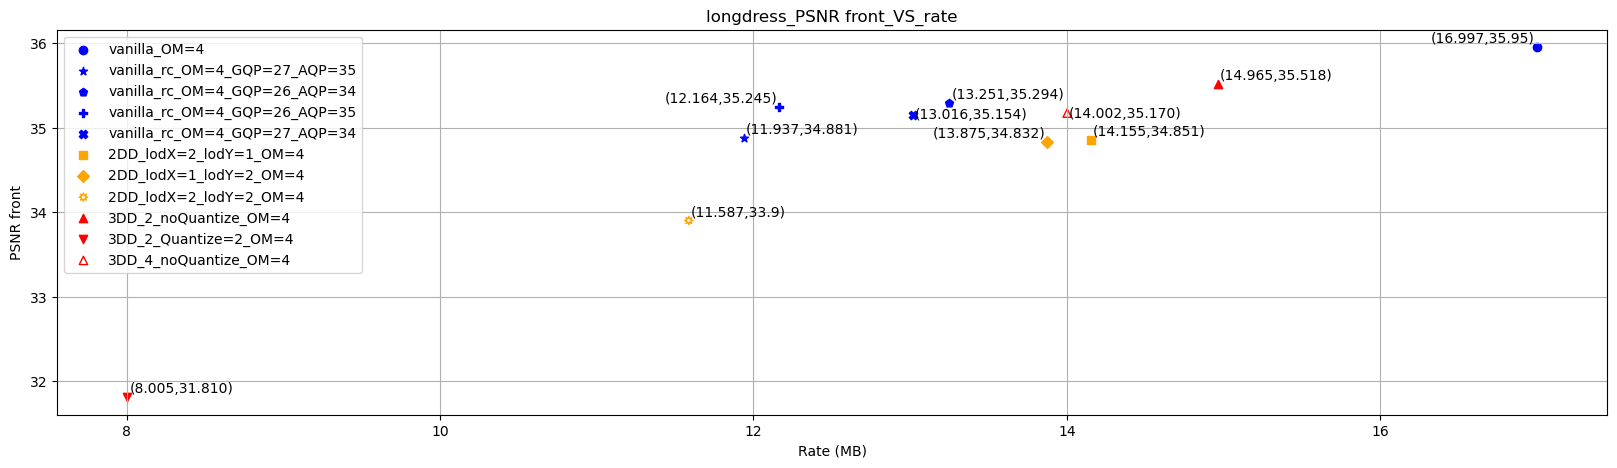 longdress_PSNR front_VS_rate
vanilla_OM=4
vanilla_rc_OM=4_GQP=27_AQP=35
vanilla_rc_OM=4_GQP=26_AQP=34
vanilla_rc_OM=4_GQP=26_AQP=35
vanilla_rc_OM=4_GQP=27_AQP=34
2DD_lodX=2_lodY=1_OM=4
2DD_lodX=1_lodY=2_OM=4
2DD_lodX=2_lodY=2_OM=4
3DD_2_noQuantize_OM=4
3DD_2_Quantize=2_OM=4
3DD_4_noQuantize_OM=4
(16.997,35.95)
(14.965,35.518)
(12.164,35.245)
(13.251,35.294)
(13.016,35.154)
(14.002,35.170)
(11.937,34.881)
(13.875,34.832)
(14.155,34.851)
(11.587,33.9)
(8.005,31.810)
PSNR front
36
35
34
33
32
8
10
12
14
16
Rate (MB)